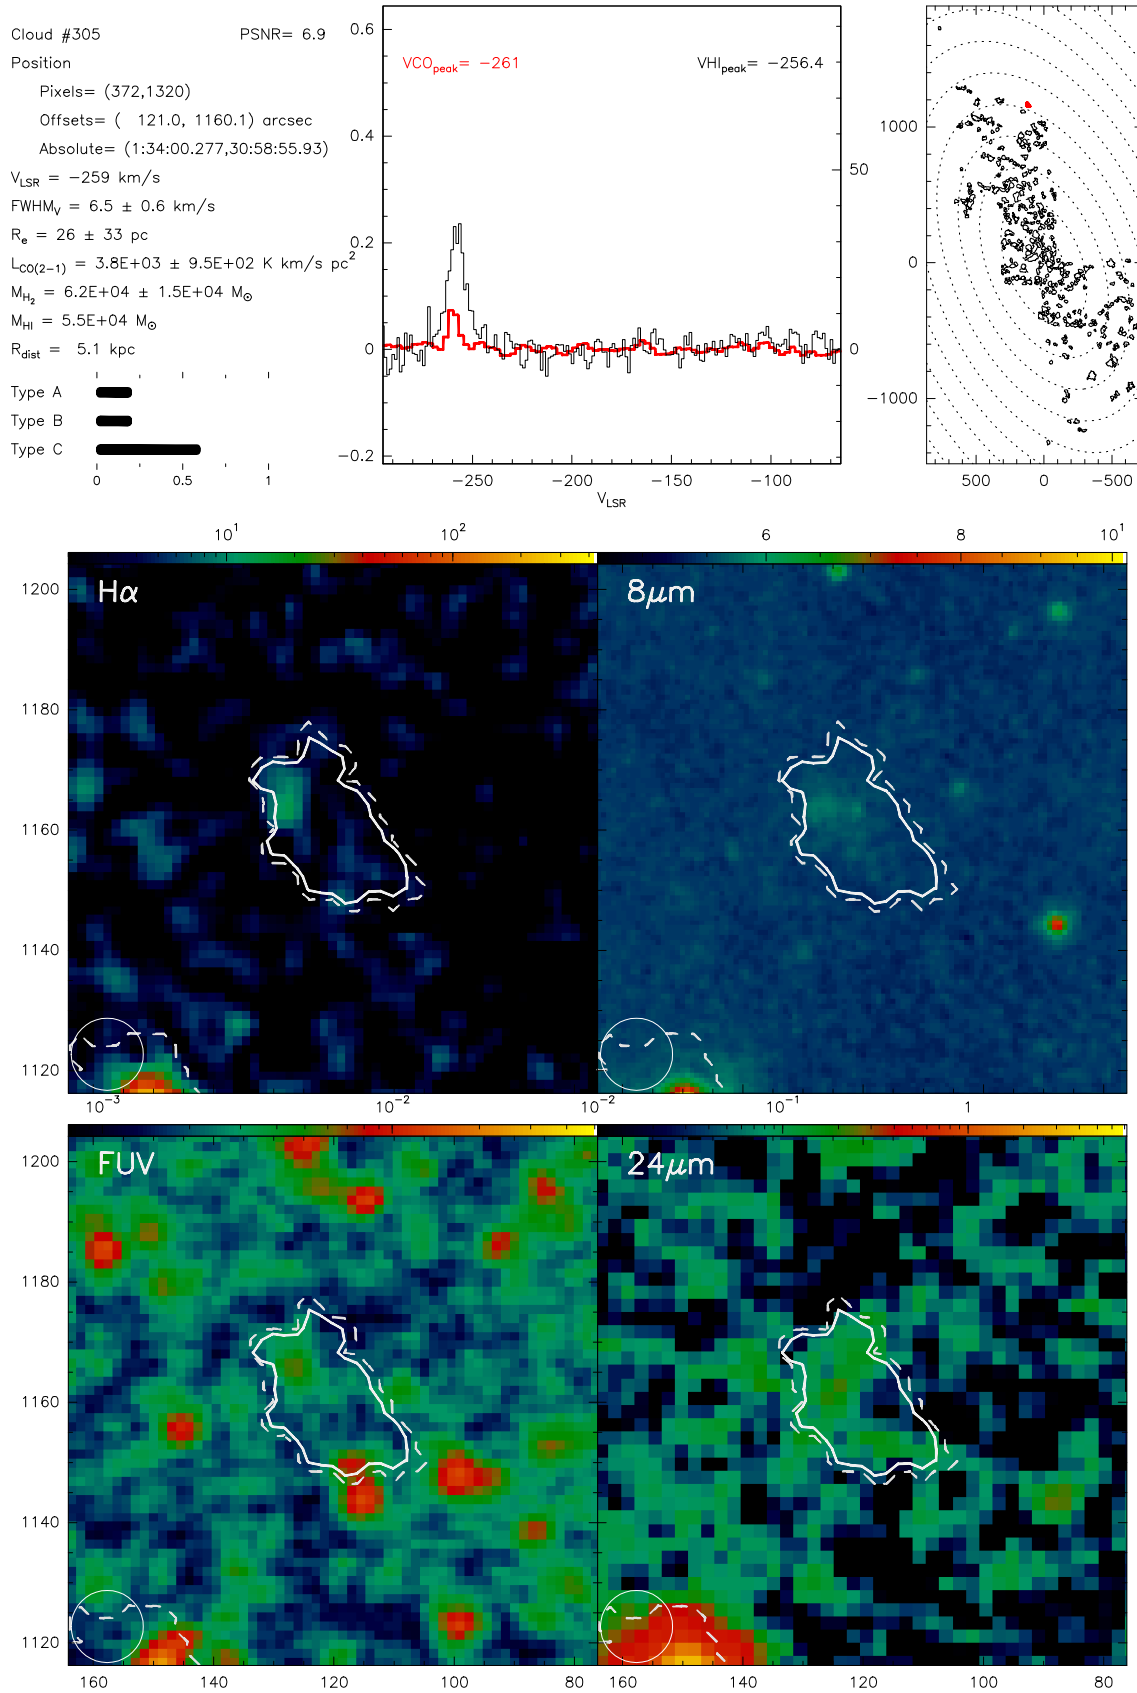 Cloud #305 PSNR= 6.9
Position
Pixels= (372,1320)
Offsets= ( 121.0, 1160.1) arcsec
Absolute= (1:34:00.277,30:58:55.93)
V_LSR = −259 km/s
FWHM_V = 6.5 ± 0.6 km/s
R_e = 26 ± 33 pc
L_CO(2−1) = 3.8E+03 ± 9.5E+02 K km/s pc^2
M_H_2 = 6.2E+04 ± 1.5E+04 M_⊙
M_HI = 5.5E+04 M_⊙
R_dist = 5.1 kpc
Type A
Type B
Type C
0 0.5 1
VCO_peak= −261 VHI_peak= −256.4
0.6
0.4
0.2
0
−0.2
50
0
−250 −200 −150 −100
V_LSR
1000
0
−1000
500 0 −500
10^1 10^2
6 8 10^1
Hα
8μm
1200
1180
1160
1140
1120
10^−3 10^−2
10^−2 10^−1 1
FUV
24μm
1200
1180
1160
1140
1120
160 140 120 100 80
160 140 120 100 80